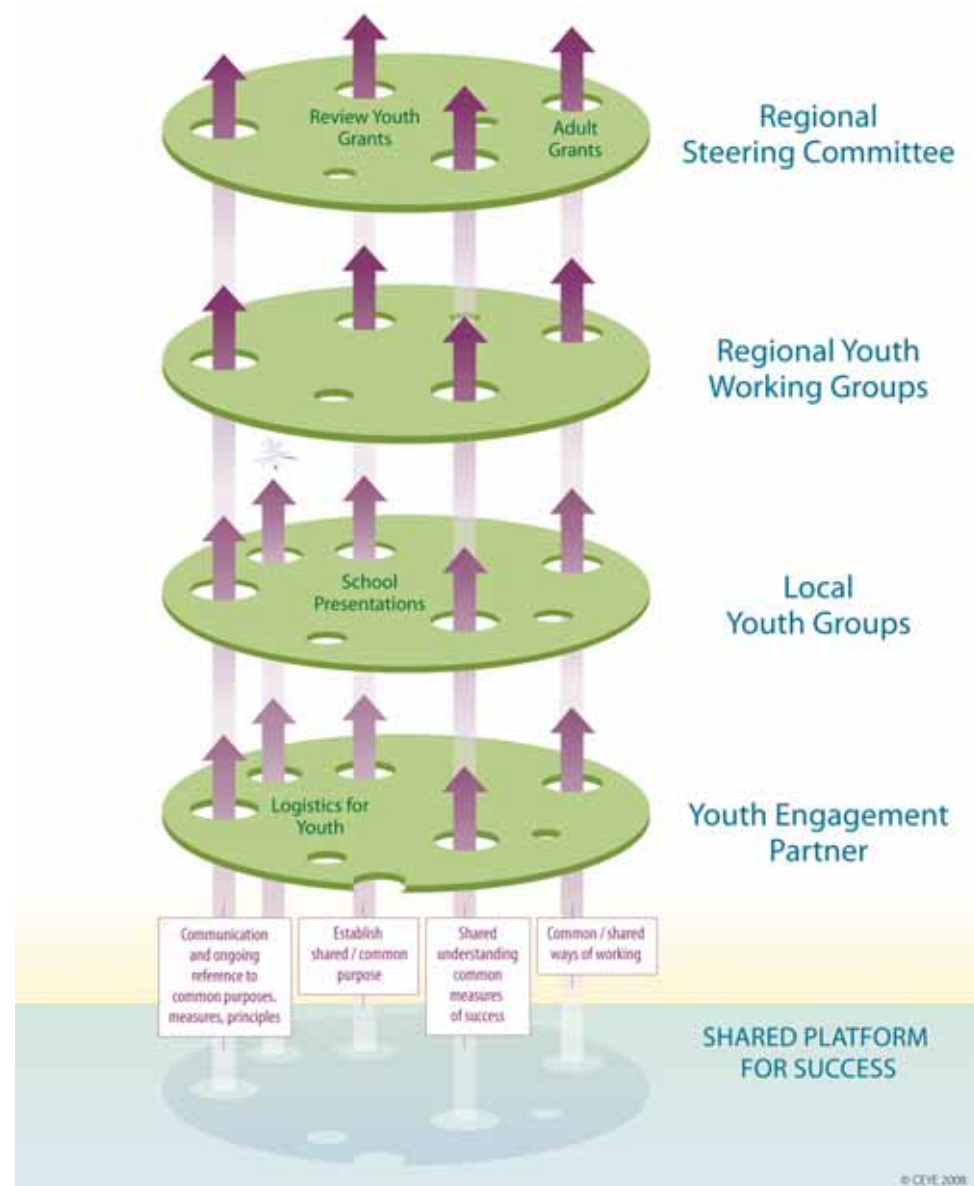 Review Youth
Grants
Adult
Grants
Regional
Steering Committee
Regional Youth
Working Groups
School
Presentations
Local
Youth Groups
Logistics for
Youth
Youth Engagement
Partner
Communication
and ongoing
reference to
common purposes,
measures, principles
Establish
shared / common
purpose
Shared
understanding
common
measures
of success
Common / shared
ways of working
SHARED PLATFORM
FOR SUCCESS
© CEYE 2008